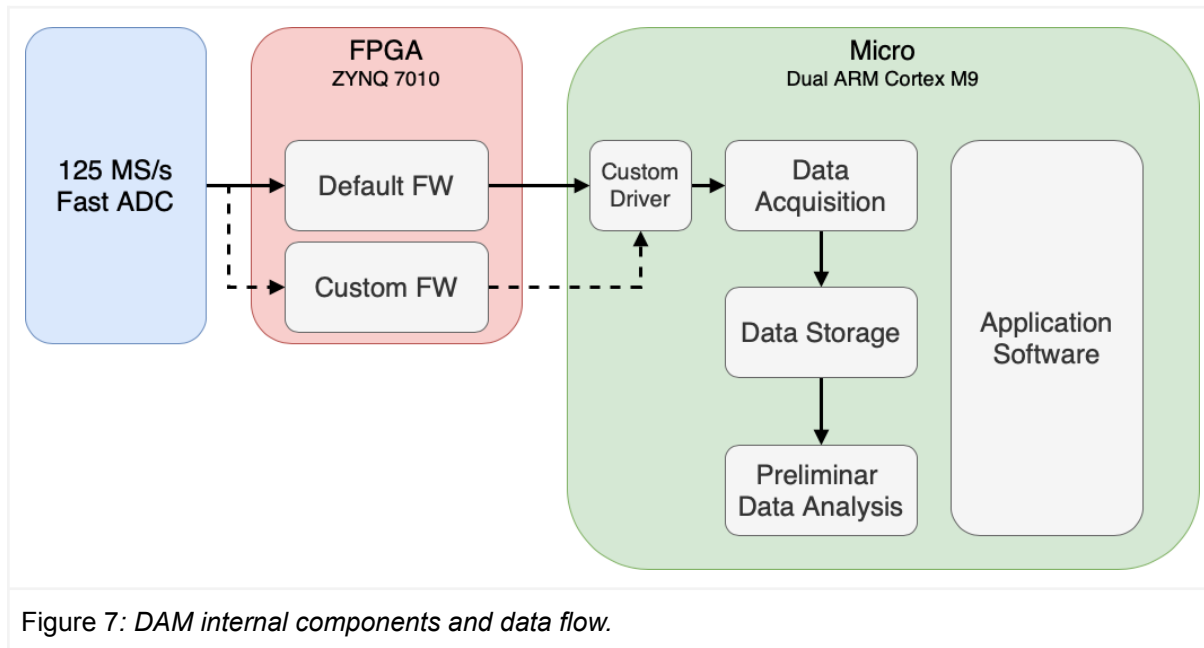 FPGA
ZYNQ 7010
Micro
Dual ARM Cortex M9
125 MS/s
Fast ADC
Default FW
Custom FW
Custom
Driver
Data
Acquisition
Data Storage
Preliminar
Data Analysis
Application
Software
Figure 7: DAM internal components and data flow.